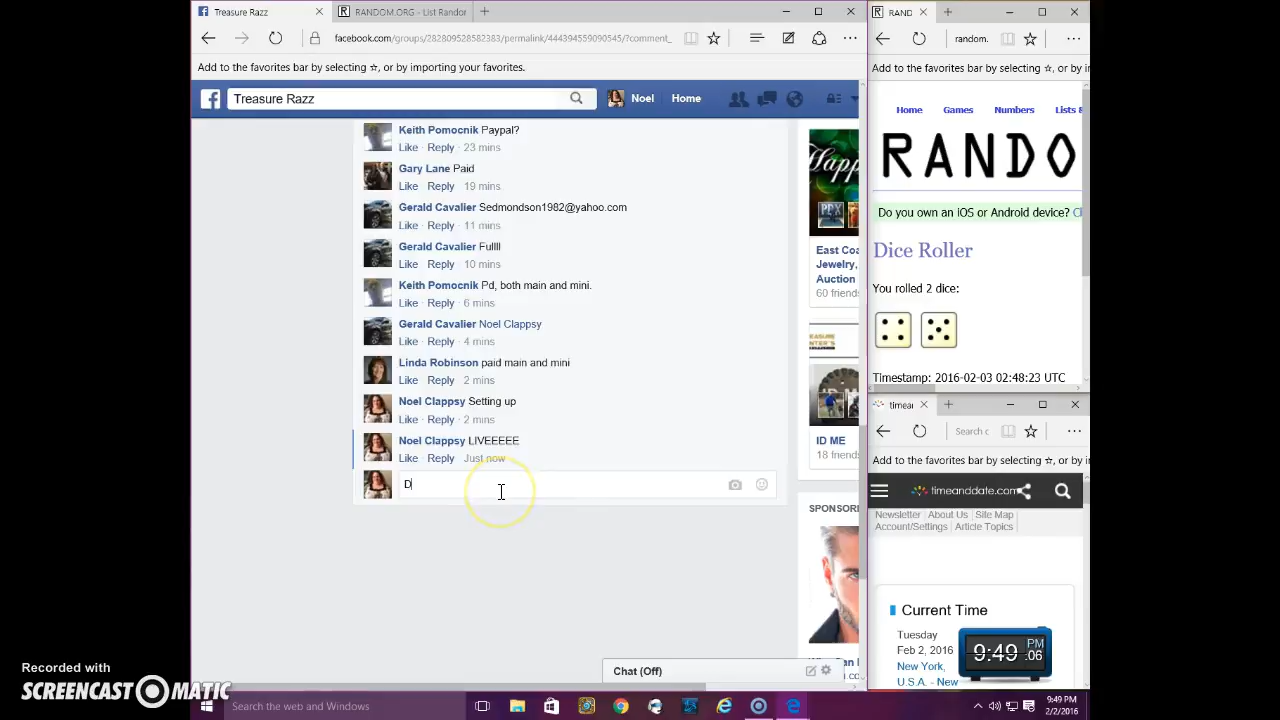 Treasure Razz
RANDOM.ORG - List Randor
facebook.com/groups/282809528582383/permalink/444394559090545/?comment_
Add to the favorites bar by selecting ☆, or by importing your favorites.
Treasure Razz
Noel
Home
Keith Pomocnik Paypal?
Like · Reply · 23 mins
Gary Lane Paid
Like · Reply · 19 mins
Gerald Cavalier Sedmondson1982@yahoo.com
Like · Reply · 11 mins
Gerald Cavalier Fullll
Like · Reply · 10 mins
Keith Pomocnik Pd, both main and mini.
Like · Reply · 6 mins
Gerald Cavalier Noel Clappsy
Like · Reply · 4 mins
Linda Robinson paid main and mini
Like · Reply · 2 mins
Noel Clappsy Setting up
Like · Reply · 2 mins
Noel Clappsy LIVEEEEE
Like · Reply · Just now
D
Happ
PPX
East Coa
Jewelry,
Auction
60 friends
ID ME
18 friends
SPONSOR
Chat (Off)
RAND
random.
Add to the favorites bar by selecting ☆, or by i
Home Games Numbers Lists &
RANDO
Do you own an iOS or Android device?
Dice Roller
You rolled 2 dice:
Timestamp: 2016-02-03 02:48:23 UTC
timea
Search
Add to the favorites bar by selecting ☆, or by i
timeanddate.com
Newsletter | About Us | Site Map
Account/Settings | Article Topics
Current Time
Tuesday
Feb 2, 2016
New York,
U.S.A. - New
9:49 PM
:06
Recorded with
SCREENCAST-O-MATIC
Search the web and Windows
9:49 PM
2/2/2016